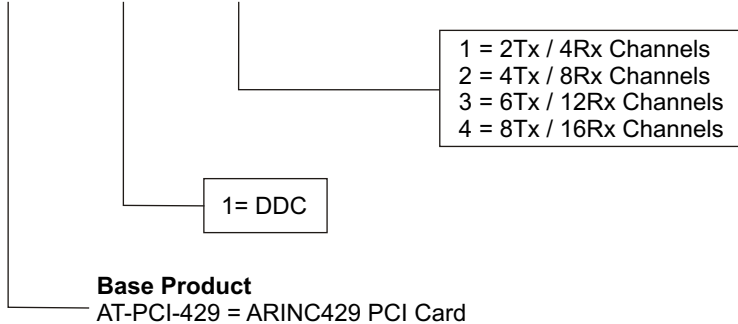 1 = 2Tx / 4Rx Channels
2 = 4Tx / 8Rx Channels
3 = 6Tx / 12Rx Channels
4 = 8Tx / 16Rx Channels
1= DDC
Base Product
AT-PCI-429 = ARINC429 PCI Card